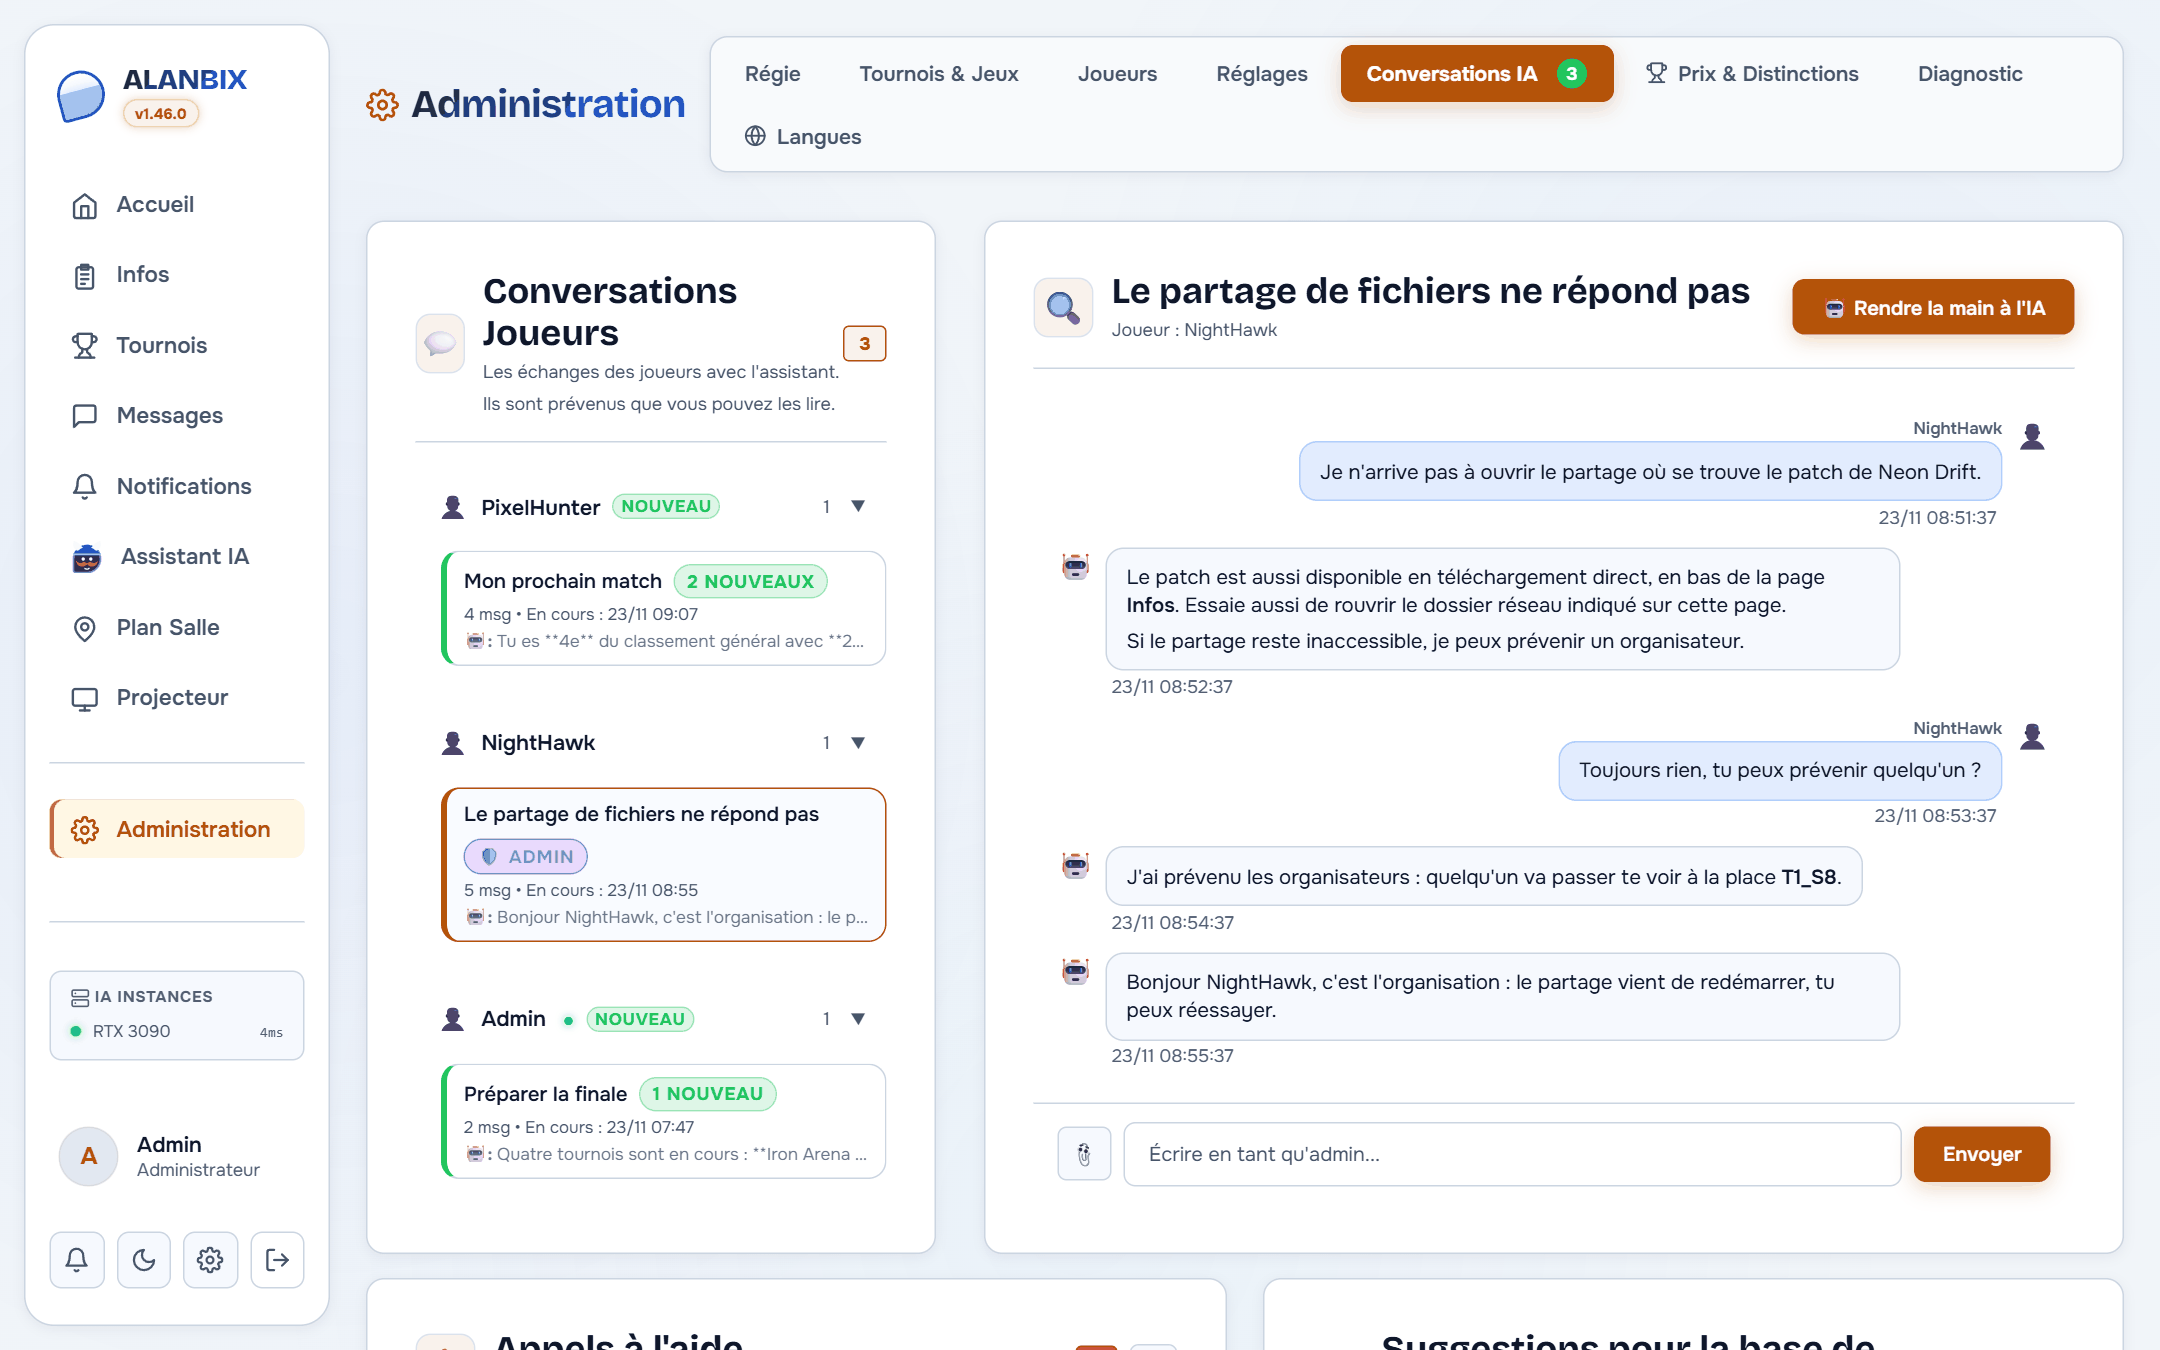 ALANBIX
v1.46.0
Accueil
Infos
Tournois
Messages
Notifications
Assistant IA
Plan Salle
Projecteur
Administration
IA INSTANCES
RTX 3090 4ms
A
Admin
Administrateur
Administration
Régie Tournois & Jeux Joueurs Réglages Conversations IA 3 Prix & Distinctions Diagnostic
Langues
Conversations
Joueurs
3
Les échanges des joueurs avec l'assistant.
Ils sont prévenus que vous pouvez les lire.
PixelHunter NOUVEAU 1 ▼
Mon prochain match 2 NOUVEAUX
4 msg • En cours : 23/11 09:07
: Tu es **4e** du classement général avec **2...
NightHawk 1 ▼
Le partage de fichiers ne répond pas
ADMIN
5 msg • En cours : 23/11 08:55
: Bonjour NightHawk, c'est l'organisation : le p...
Admin NOUVEAU 1 ▼
Préparer la finale 1 NOUVEAU
2 msg • En cours : 23/11 07:47
: Quatre tournois sont en cours : **Iron Arena ...
Le partage de fichiers ne répond pas
Joueur : NightHawk
Rendre la main à l'IA
NightHawk
Je n'arrive pas à ouvrir le partage où se trouve le patch de Neon Drift.
23/11 08:51:37
Le patch est aussi disponible en téléchargement direct, en bas de la page
Infos. Essaie aussi de rouvrir le dossier réseau indiqué sur cette page.
Si le partage reste inaccessible, je peux prévenir un organisateur.
23/11 08:52:37
NightHawk
Toujours rien, tu peux prévenir quelqu'un ?
23/11 08:53:37
J'ai prévenu les organisateurs : quelqu'un va passer te voir à la place T1_S8.
23/11 08:54:37
Bonjour NightHawk, c'est l'organisation : le partage vient de redémarrer, tu
peux réessayer.
23/11 08:55:37
Écrire en tant qu'admin...
Envoyer
Appels à l'aide
Suggestions pour la base de